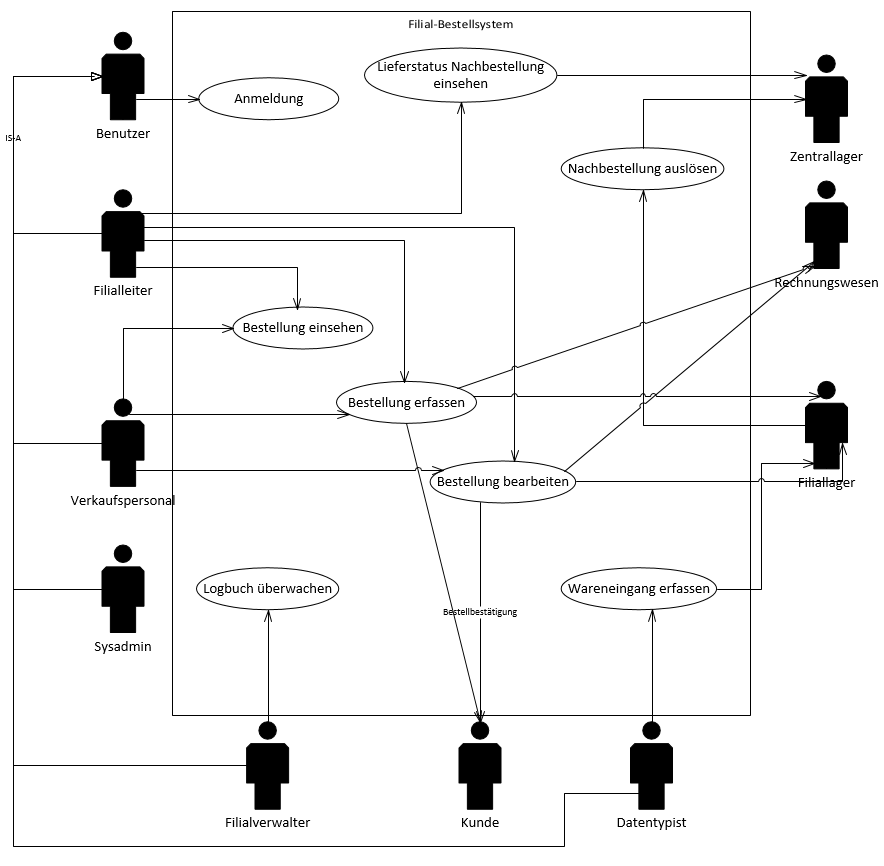 Filial-Bestellsystem
Lieferstatus Nachbestellung
einsehen
Anmeldung
Benutzer
IS-A
Zentrallager
Nachbestellung auslösen
Filialleiter
Rechnungswesen
Bestellung einsehen
Bestellung erfassen
Verkaufspersonal
Bestellung bearbeiten
Filiallager
Logbuch überwachen
Wareneingang erfassen
Bestellbestätigung
Sysadmin
Filialverwalter
Kunde
Datentypist